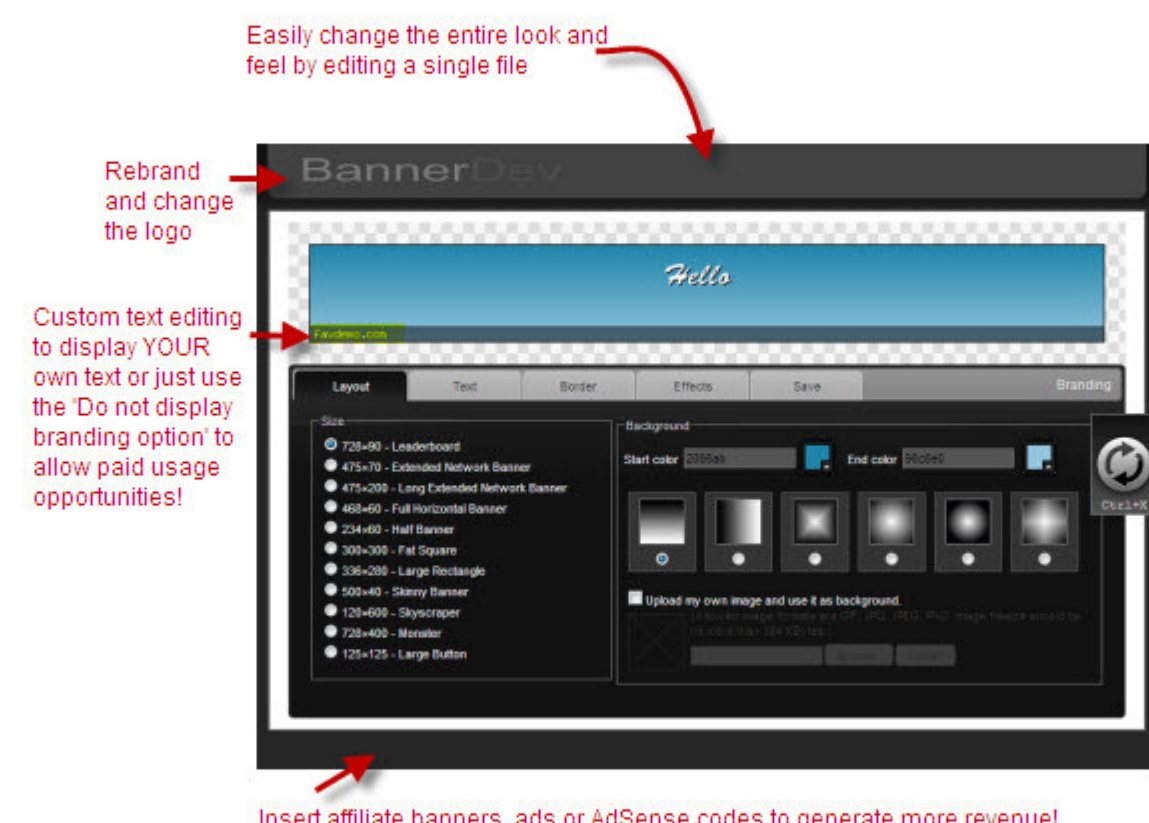 Easily change the entire look and
feel by editing a single file
Rebrand
and change
the logo
BannerDev
Hello
Custom text editing
to display YOUR
own text or just use
the 'Do not display
branding option' to
allow paid usage
opportunities!
Favdemo.com
Layout Text Border Effects Save Branding
Size
728×90 - Leaderboard
475×70 - Extended Network Banner
475×200 - Long Extended Network Banner
468×60 - Full Horizontal Banner
234×60 - Half Banner
300×300 - Fat Square
336×280 - Large Rectangle
500×40 - Skinny Banner
120×600 - Skyscraper
728×400 - Monster
125×125 - Large Button
Background
Start color End color
Ctrl+X
Upload my own image and use it as background.
Insert affiliate banners, ads or AdSense codes to generate more revenue!